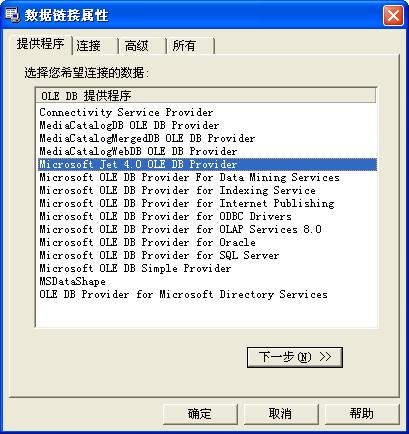 数据链接属性
提供程序 连接 高级 所有
选择您希望连接的数据:
OLE DB 提供程序
Connectivity Service Provider
MediaCatalogDB OLE DB Provider
MediaCatalogMergedDB OLE DB Provider
MediaCatalogWebDB OLE DB Provider
Microsoft Jet 4.0 OLE DB Provider
Microsoft OLE DB Provider For Data Mining Services
Microsoft OLE DB Provider for Indexing Service
Microsoft OLE DB Provider for Internet Publishing
Microsoft OLE DB Provider for ODBC Drivers
Microsoft OLE DB Provider for OLAP Services 8.0
Microsoft OLE DB Provider for Oracle
Microsoft OLE DB Provider for SQL Server
Microsoft OLE DB Simple Provider
MSDataShape
OLE DB Provider for Microsoft Directory Services
下一步(N) >>
确定 取消 帮助